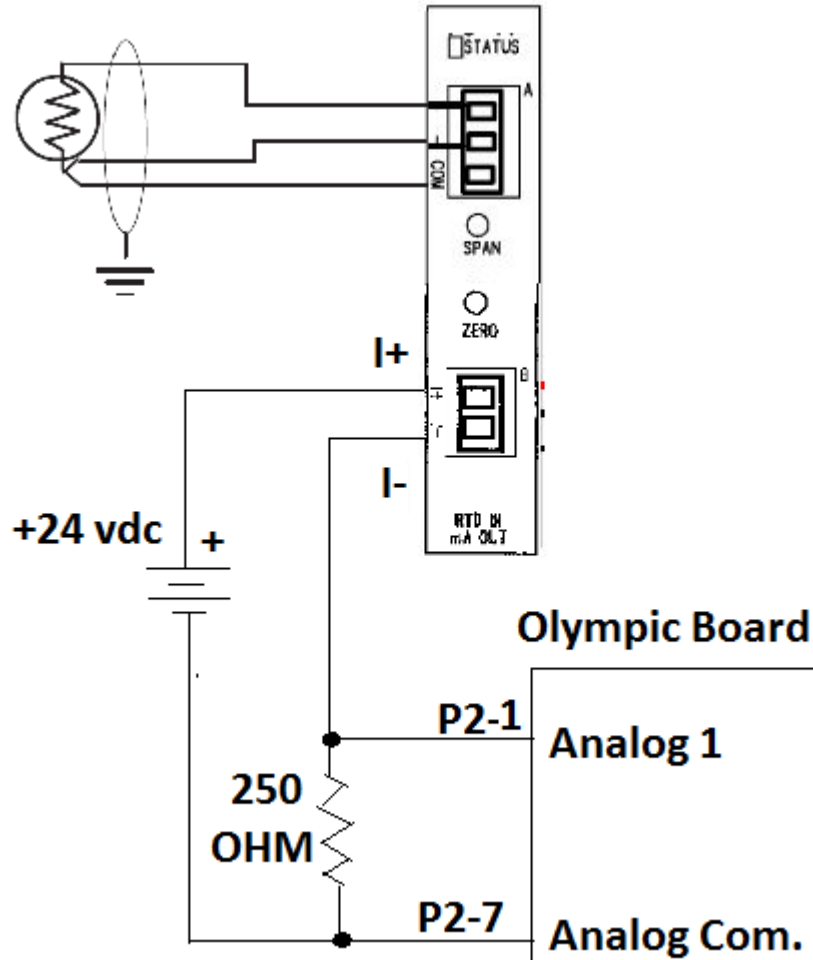 STATUS
A
COM
SPAN
ZERO
I+
B
I-
+24 vdc
+
RTD IN
mA OUT
Olympic Board
P2-1
Analog 1
250
OHM
P2-7
Analog Com.